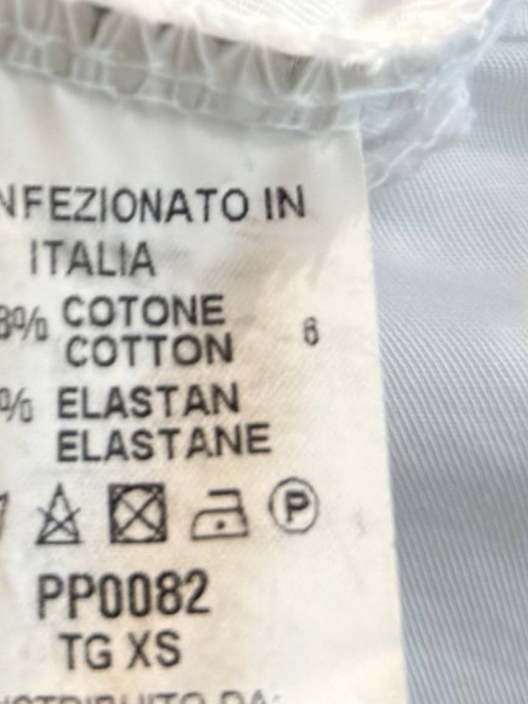 NFEZIONATO IN
ITALIA
8% COTONE
COTTON
6
% ELASTAN
ELASTANE
P
PP0082
TG XS